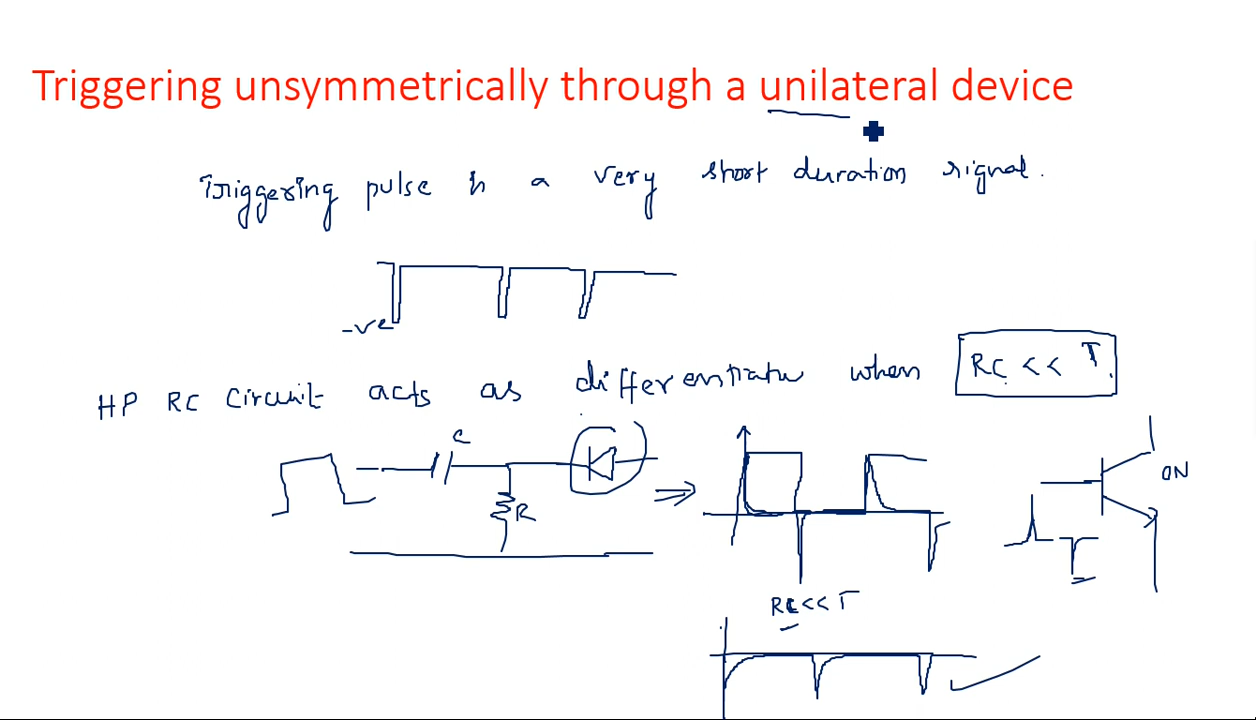 Triggering unsymmetrically through a unilateral device
Triggering pulse is a very short duration signal.
-ve
HP RC Circuit acts as differentiator when RC << T.
C
R
ON
RC << T